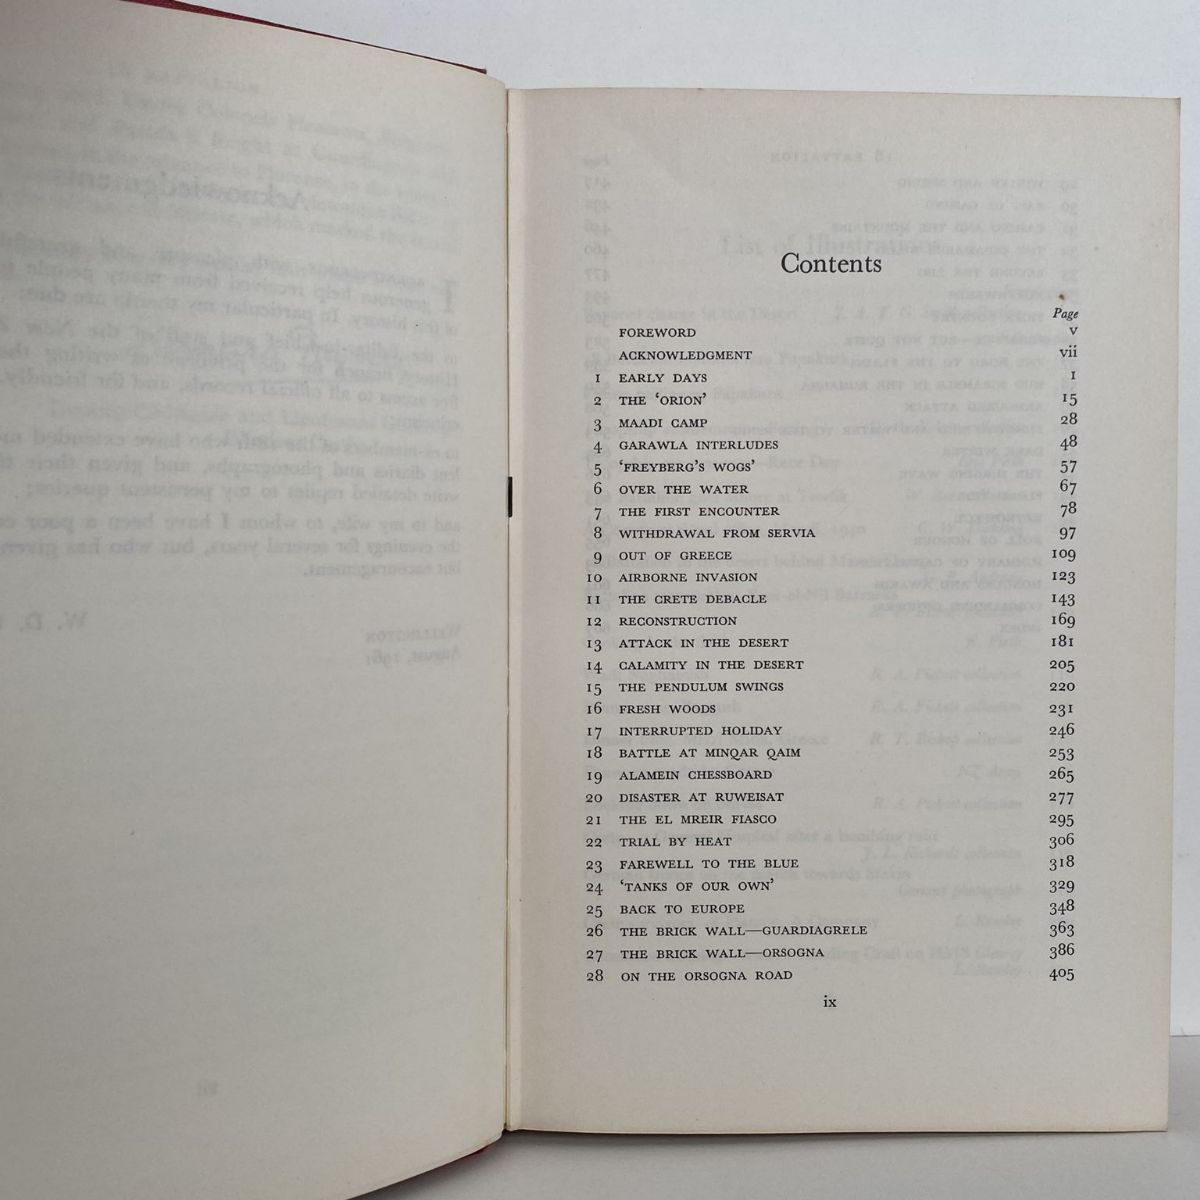 Contents
Page
FOREWORD v
ACKNOWLEDGMENT vii
1 EARLY DAYS 1
2 THE ‘ORION’ 15
3 MAADI CAMP 28
4 GARAWLA INTERLUDES 48
5 ‘FREYBERG’S WOGS’ 57
6 OVER THE WATER 67
7 THE FIRST ENCOUNTER 78
8 WITHDRAWAL FROM SERVIA 97
9 OUT OF GREECE 109
10 AIRBORNE INVASION 123
11 THE CRETE DEBACLE 143
12 RECONSTRUCTION 169
13 ATTACK IN THE DESERT 181
14 CALAMITY IN THE DESERT 205
15 THE PENDULUM SWINGS 220
16 FRESH WOODS 231
17 INTERRUPTED HOLIDAY 246
18 BATTLE AT MINQAR QAIM 253
19 ALAMEIN CHESSBOARD 265
20 DISASTER AT RUWEISAT 277
21 THE EL MREIR FIASCO 295
22 TRIAL BY HEAT 306
23 FAREWELL TO THE BLUE 318
24 ‘TANKS OF OUR OWN’ 329
25 BACK TO EUROPE 348
26 THE BRICK WALL—GUARDIAGRELE 363
27 THE BRICK WALL—ORSOGNA 386
28 ON THE ORSOGNA ROAD 405
ix